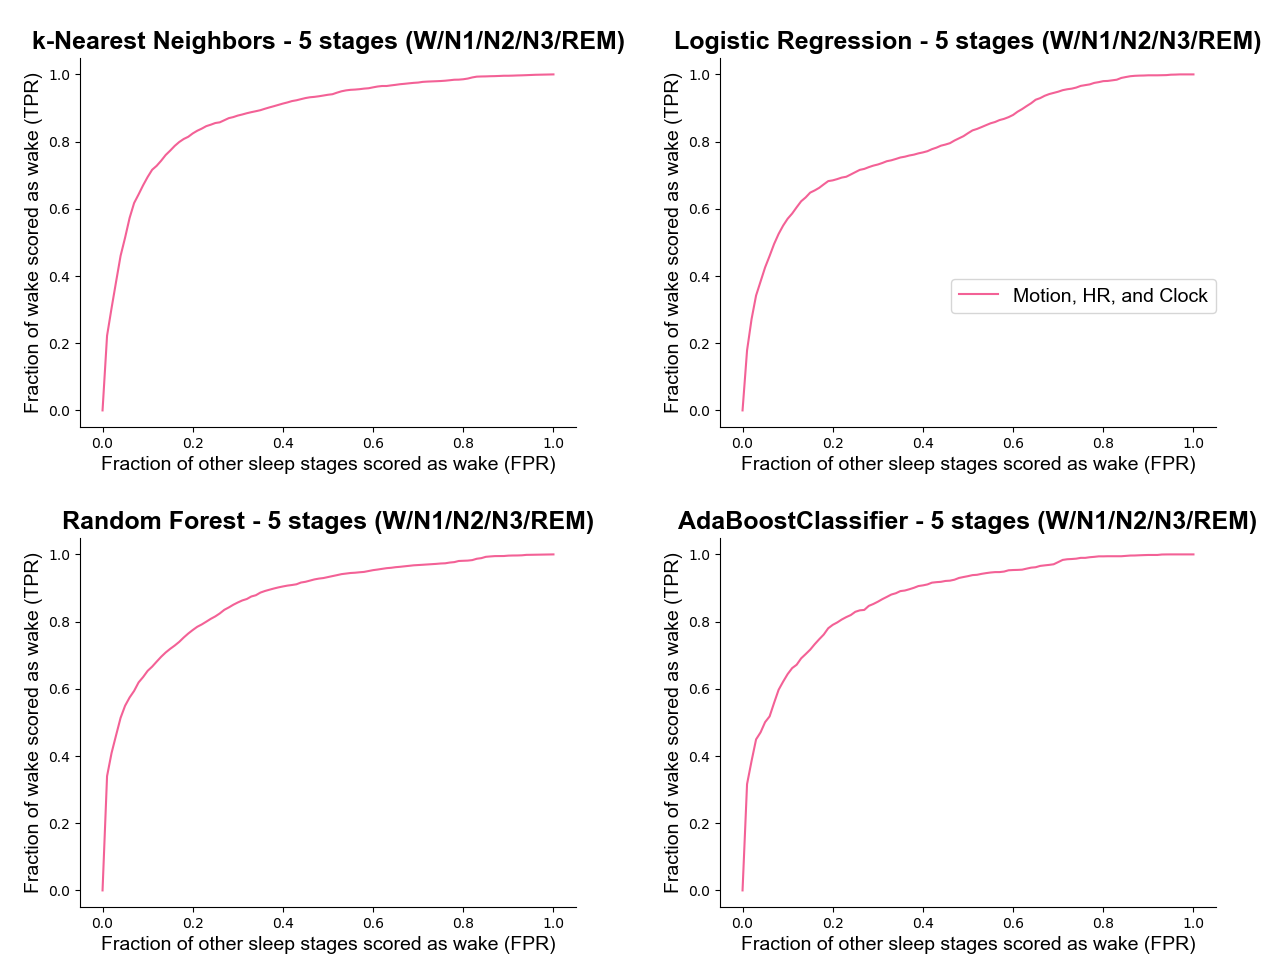 k-Nearest Neighbors - 5 stages (W/N1/N2/N3/REM)
Fraction of wake scored as wake (TPR)
1.0
0.8
0.6
0.4
0.2
0.0
0.0 0.2 0.4 0.6 0.8 1.0
Fraction of other sleep stages scored as wake (FPR)
Logistic Regression - 5 stages (W/N1/N2/N3/REM)
Fraction of wake scored as wake (TPR)
1.0
0.8
0.6
0.4
0.2
0.0
Motion, HR, and Clock
0.0 0.2 0.4 0.6 0.8 1.0
Fraction of other sleep stages scored as wake (FPR)
Random Forest - 5 stages (W/N1/N2/N3/REM)
Fraction of wake scored as wake (TPR)
1.0
0.8
0.6
0.4
0.2
0.0
0.0 0.2 0.4 0.6 0.8 1.0
Fraction of other sleep stages scored as wake (FPR)
AdaBoostClassifier - 5 stages (W/N1/N2/N3/REM)
Fraction of wake scored as wake (TPR)
1.0
0.8
0.6
0.4
0.2
0.0
0.0 0.2 0.4 0.6 0.8 1.0
Fraction of other sleep stages scored as wake (FPR)